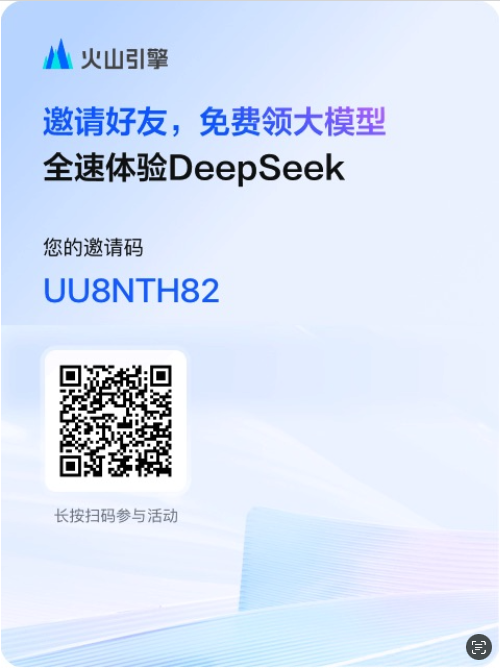 火山引擎
邀请好友，免费领大模型
全速体验DeepSeek
您的邀请码
UU8NTH82
长按扫码参与活动